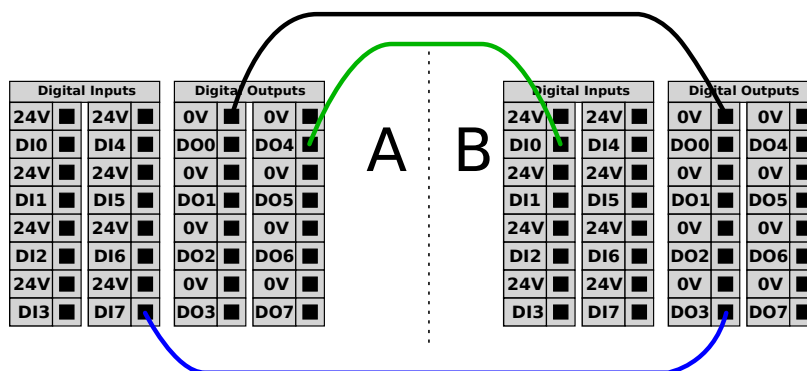 Digital Inputs Digital Outputs Digital Inputs Digital Outputs
24V 24V 0V 0V 24V 24V 0V 0V
DI0 DI4 DO0 DO4 A B DI0 DI4 DO0 DO4
24V 24V 0V 0V 24V 24V 0V 0V
DI1 DI5 DO1 DO5 DI1 DI5 DO1 DO5
24V 24V 0V 0V 24V 24V 0V 0V
DI2 DI6 DO2 DO6 DI2 DI6 DO2 DO6
24V 24V 0V 0V 24V 24V 0V 0V
DI3 DI7 DO3 DO7 DI3 DI7 DO3 DO7